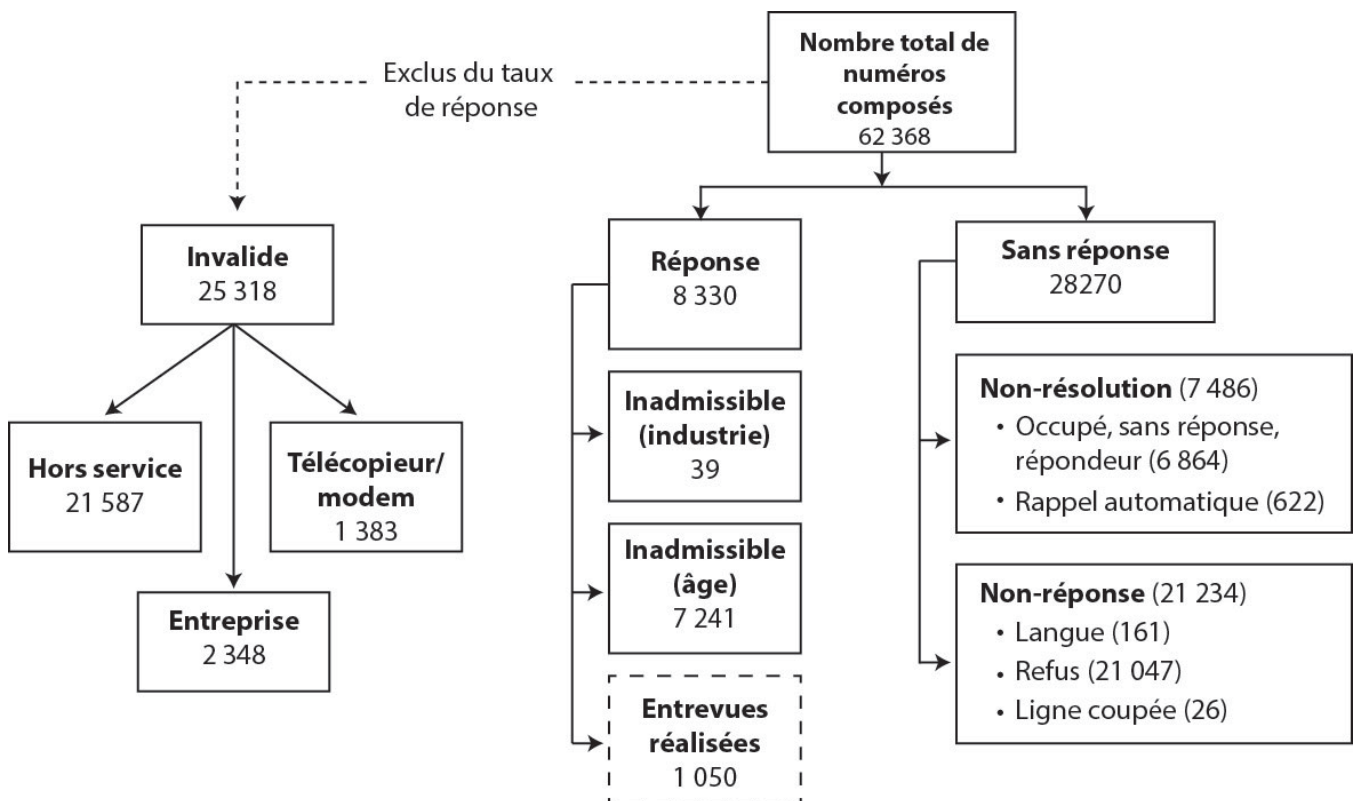 Nombre total de
numéros
composés
62 368
Exclus du taux
de réponse
Invalide
25 318
Hors service
21 587
Télécopieur/
modem
1 383
Entreprise
2 348
Réponse
8 330
Inadmissible
(industrie)
39
Inadmissible
(âge)
7 241
Entrevues
réalisées
1 050
Sans réponse
28270
Non-résolution (7 486)
• Occupé, sans réponse,
répondeur (6 864)
• Rappel automatique (622)
Non-réponse (21 234)
• Langue (161)
• Refus (21 047)
• Ligne coupée (26)